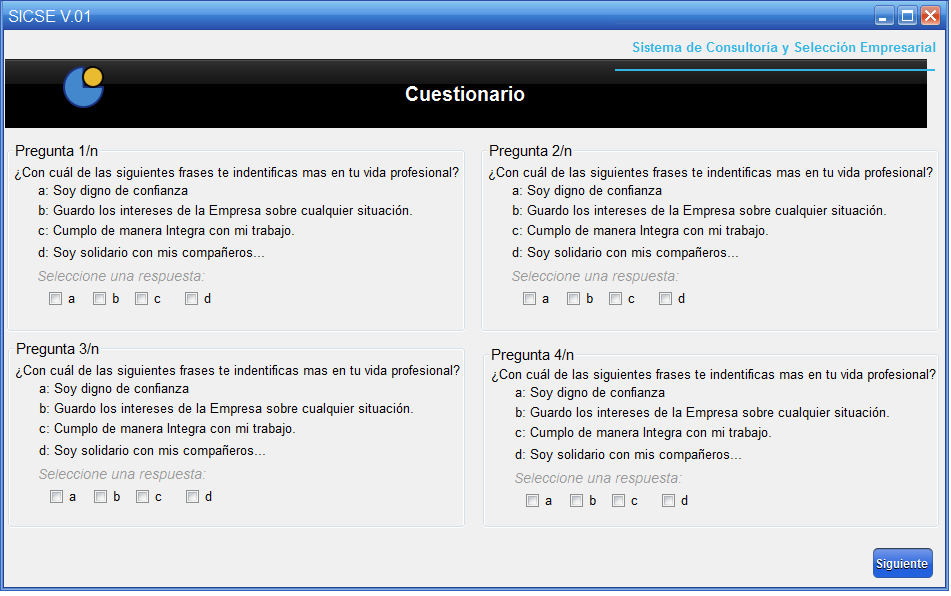 SICSE V.01
Sistema de Consultoría y Selección Empresarial
Cuestionario
Pregunta 1/n
¿Con cuál de las siguientes frases te indentificas mas en tu vida profesional?
a: Soy digno de confianza
b: Guardo los intereses de la Empresa sobre cualquier situación.
c: Cumplo de manera Integra con mi trabajo.
d: Soy solidario con mis compañeros...
Seleccione una respuesta:
a b c d
Pregunta 2/n
¿Con cuál de las siguientes frases te indentificas mas en tu vida profesional?
a: Soy digno de confianza
b: Guardo los intereses de la Empresa sobre cualquier situación.
c: Cumplo de manera Integra con mi trabajo.
d: Soy solidario con mis compañeros...
Seleccione una respuesta:
a b c d
Pregunta 3/n
¿Con cuál de las siguientes frases te indentificas mas en tu vida profesional?
a: Soy digno de confianza
b: Guardo los intereses de la Empresa sobre cualquier situación.
c: Cumplo de manera Integra con mi trabajo.
d: Soy solidario con mis compañeros...
Seleccione una respuesta:
a b c d
Pregunta 4/n
¿Con cuál de las siguientes frases te indentificas mas en tu vida profesional?
a: Soy digno de confianza
b: Guardo los intereses de la Empresa sobre cualquier situación.
c: Cumplo de manera Integra con mi trabajo.
d: Soy solidario con mis compañeros...
Seleccione una respuesta:
a b c d
Siguiente